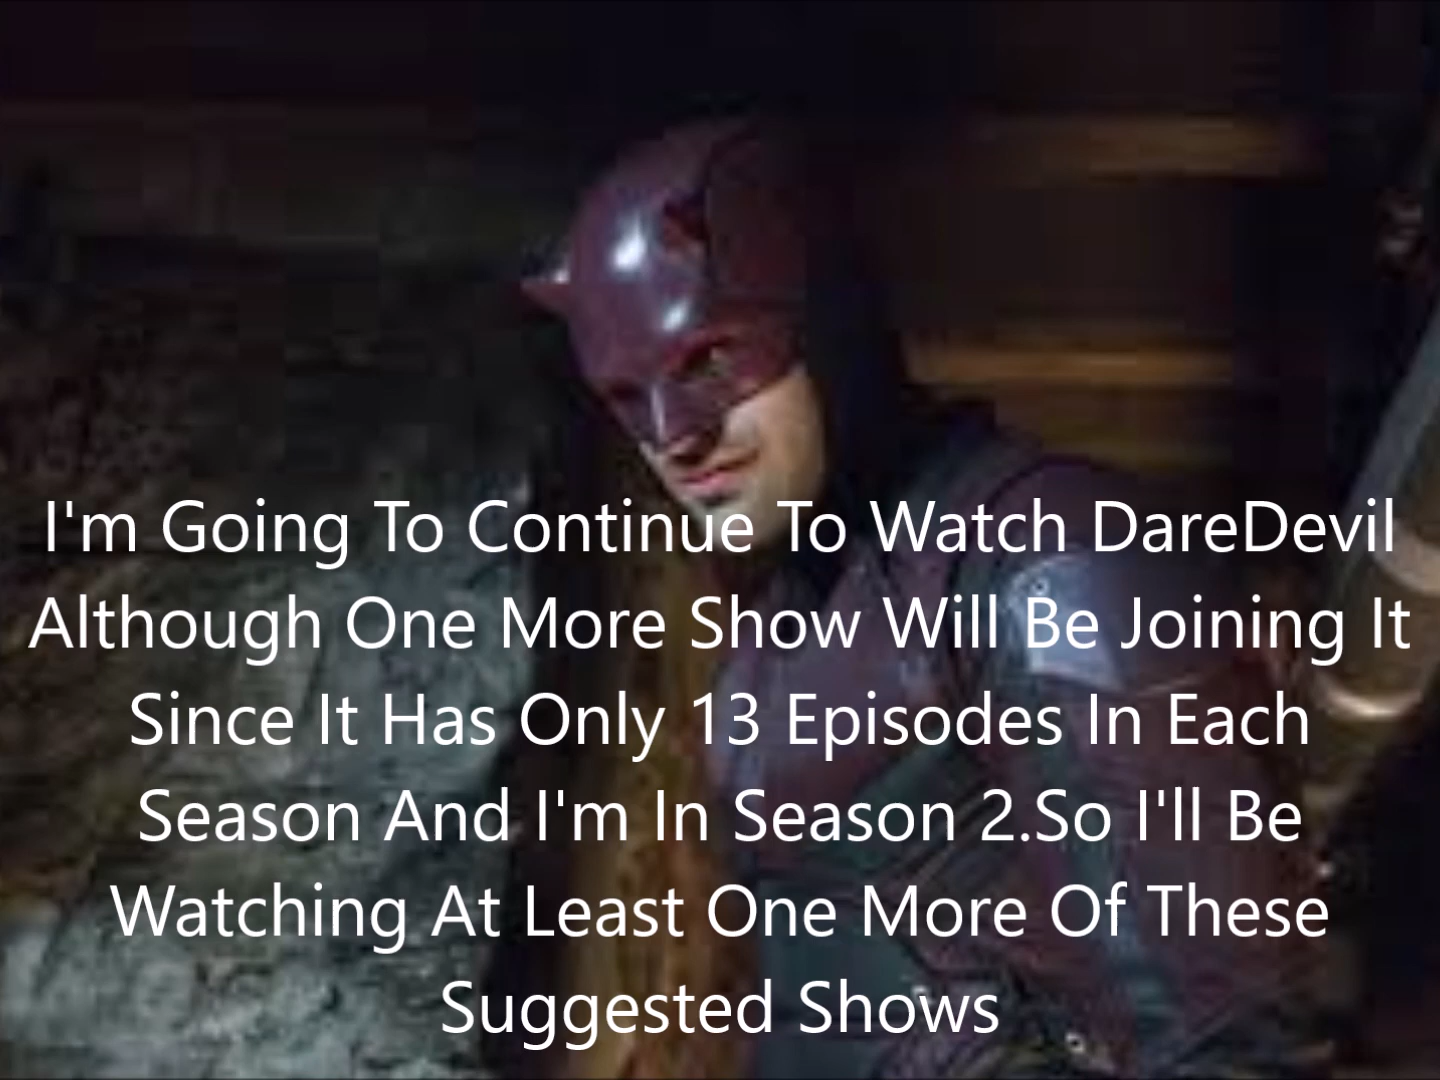 I'm Going To Continue To Watch DareDevil
Although One More Show Will Be Joining It
Since It Has Only 13 Episodes In Each
Season And I'm In Season 2.So I'll Be
Watching At Least One More Of These
Suggested Shows